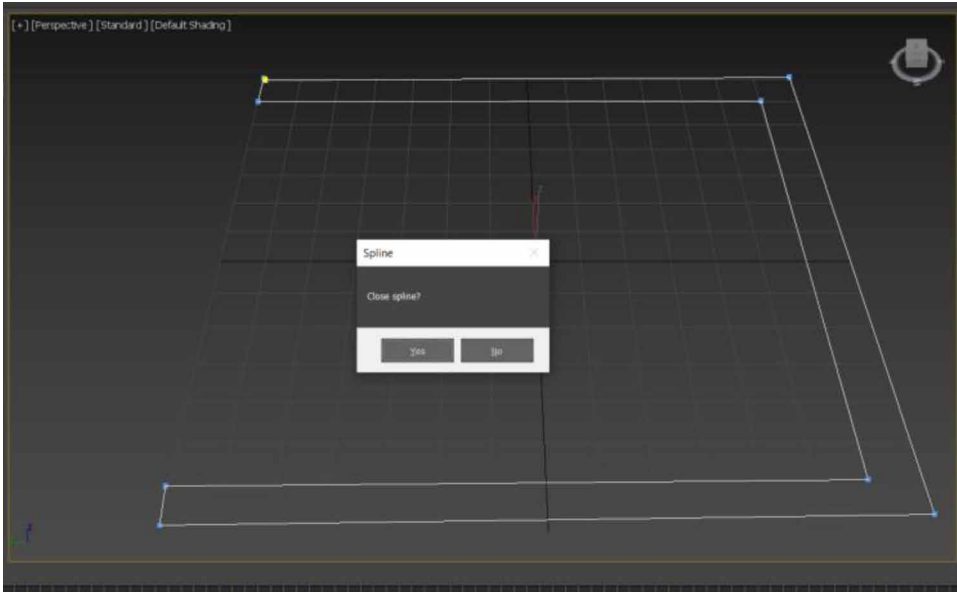 [+] [Perspective] [Standard] [Default Shading]
Z
Spline
Close spline?
Yes
No
z